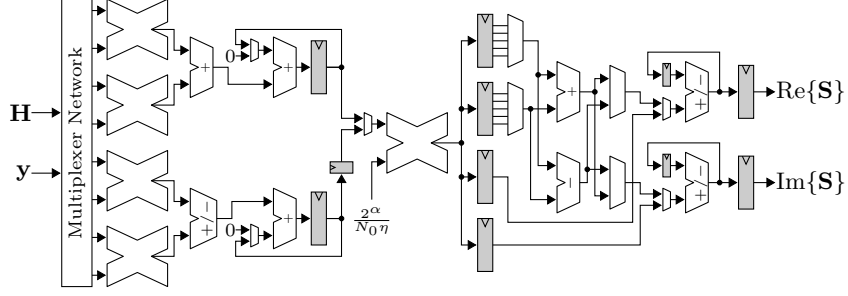 H
y
Multiplexer Network
+
+
0
+
-
+
0
2^α
N₀η
+
-
-
+
-
+
Re{S}
Im{S}